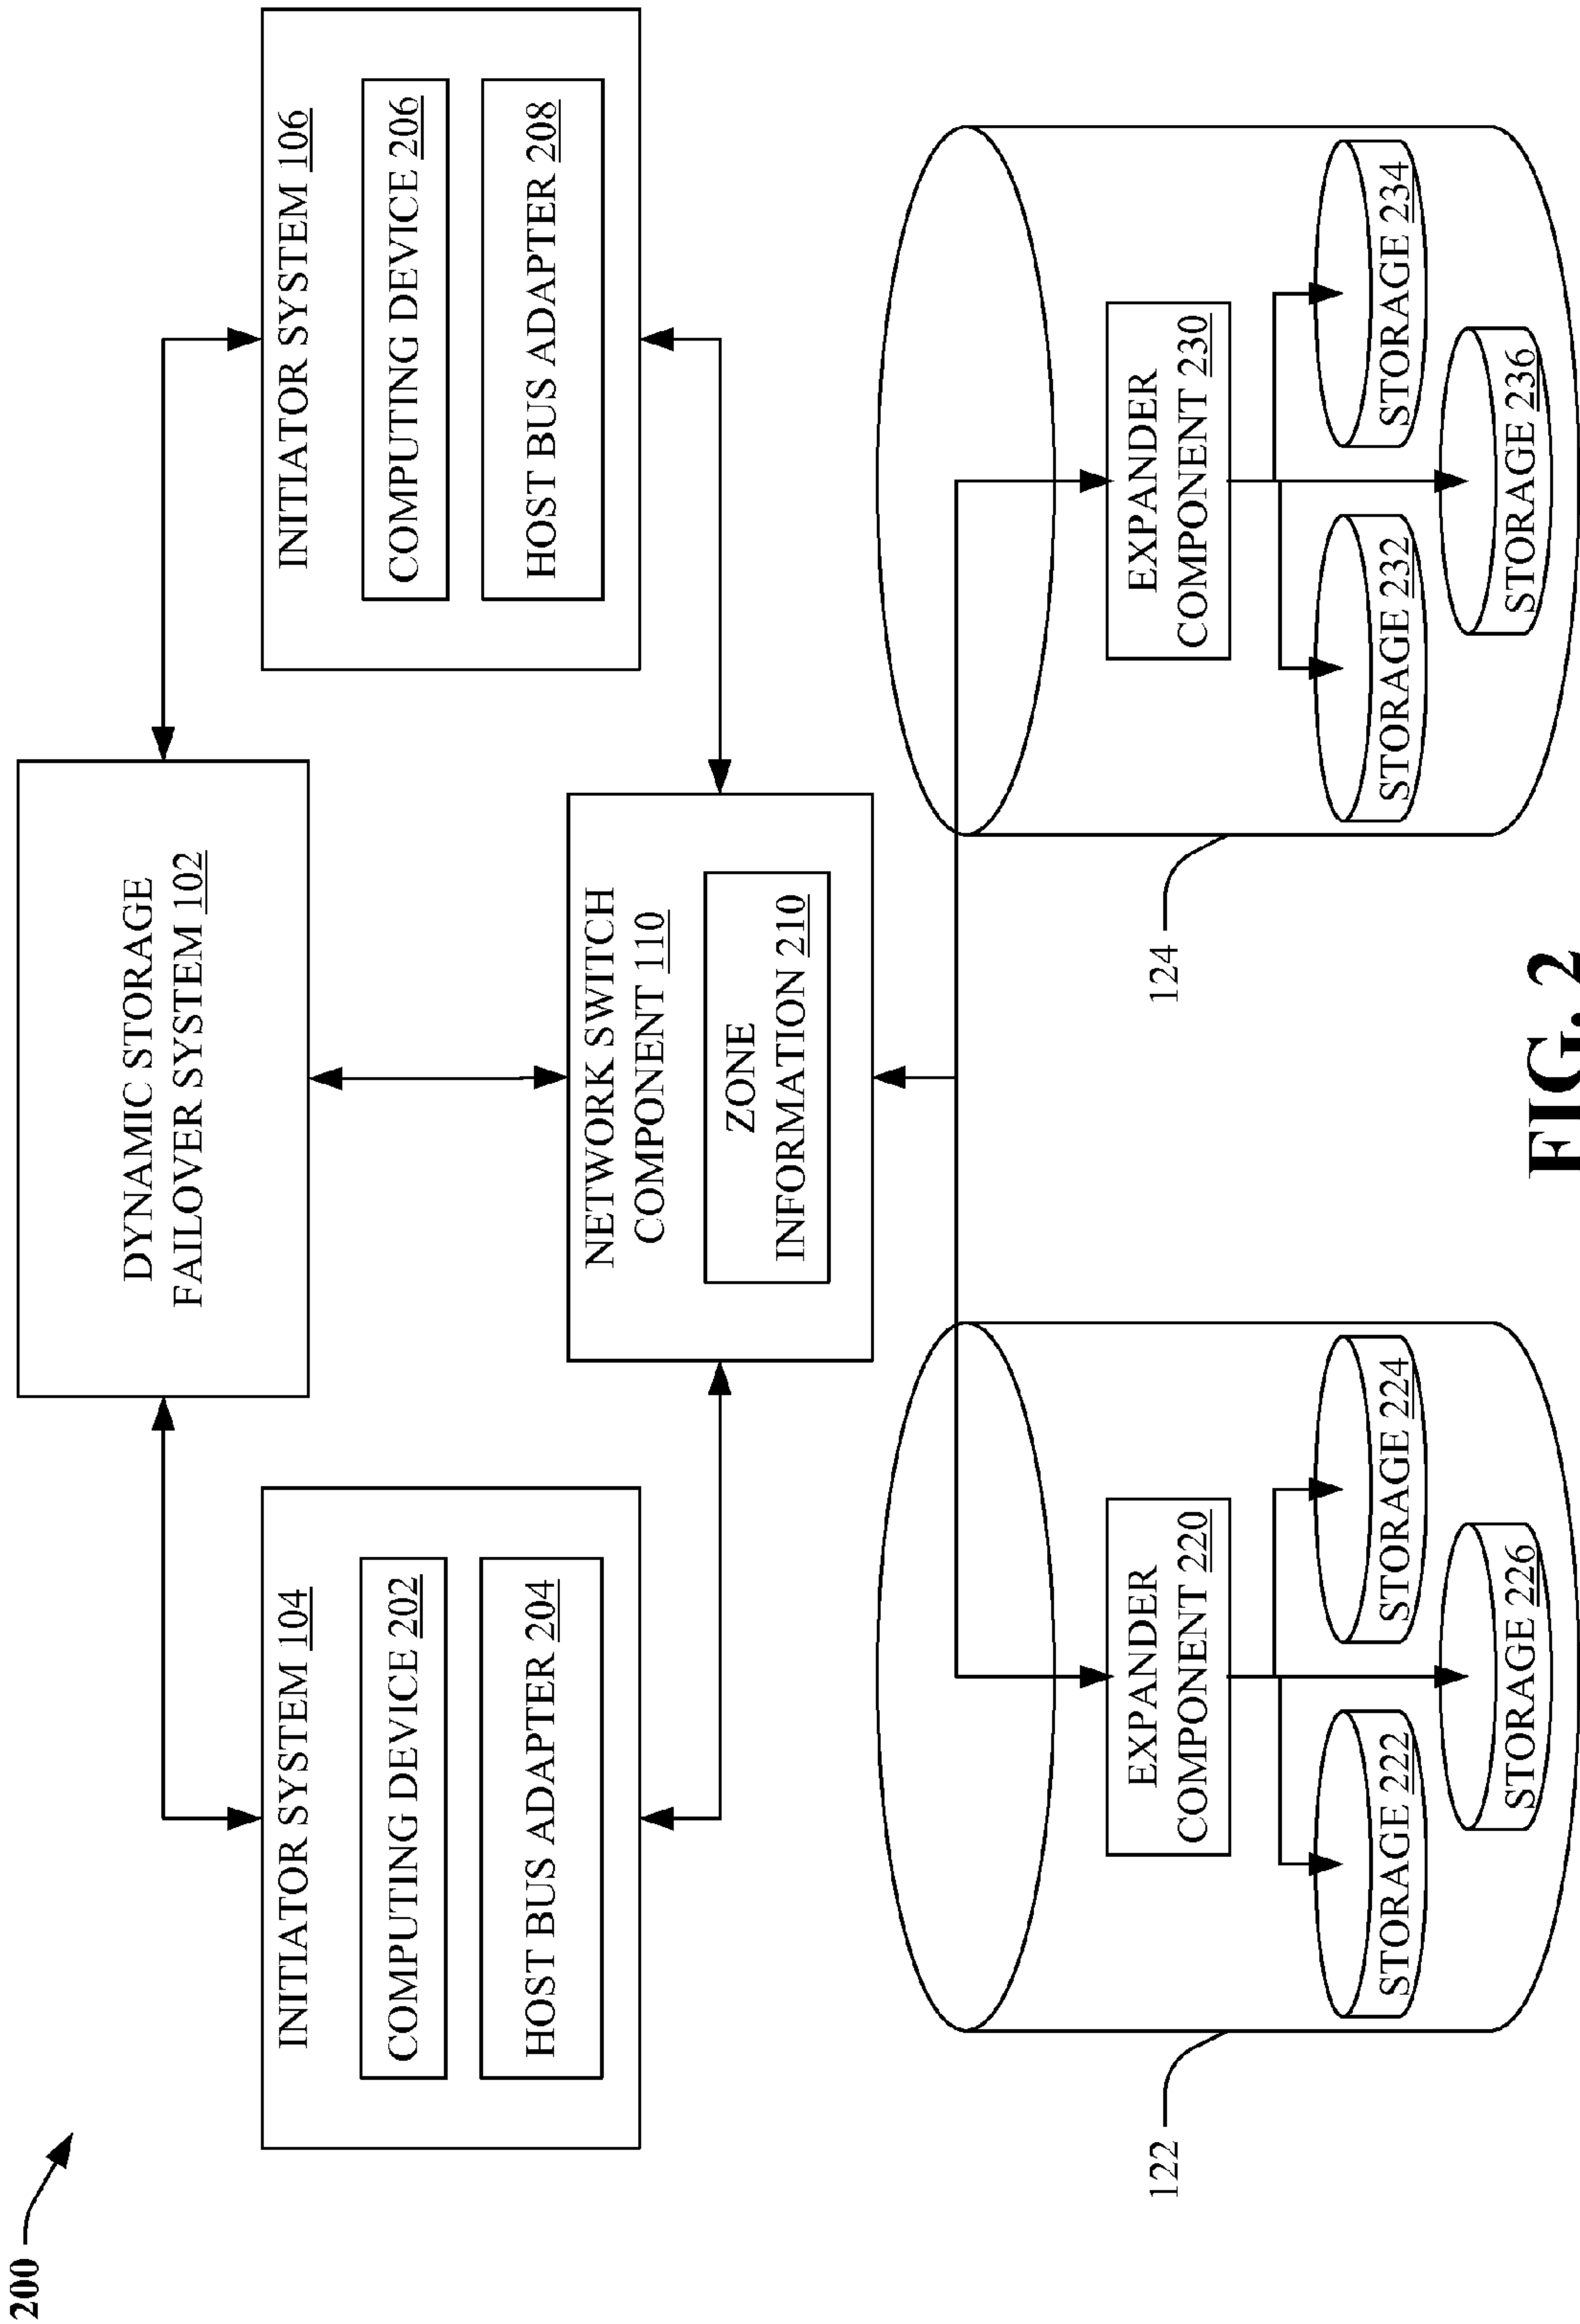 200
DYNAMIC STORAGE
FAILOVER SYSTEM 102
INITIATOR SYSTEM 104
COMPUTING DEVICE 202
HOST BUS ADAPTER 204
INITIATOR SYSTEM 106
COMPUTING DEVICE 206
HOST BUS ADAPTER 208
NETWORK SWITCH
COMPONENT 110
ZONE
INFORMATION 210
122
EXPANDER
COMPONENT 220
STORAGE 222
STORAGE 224
STORAGE 226
124
EXPANDER
COMPONENT 230
STORAGE 232
STORAGE 234
STORAGE 236
FIG. 2